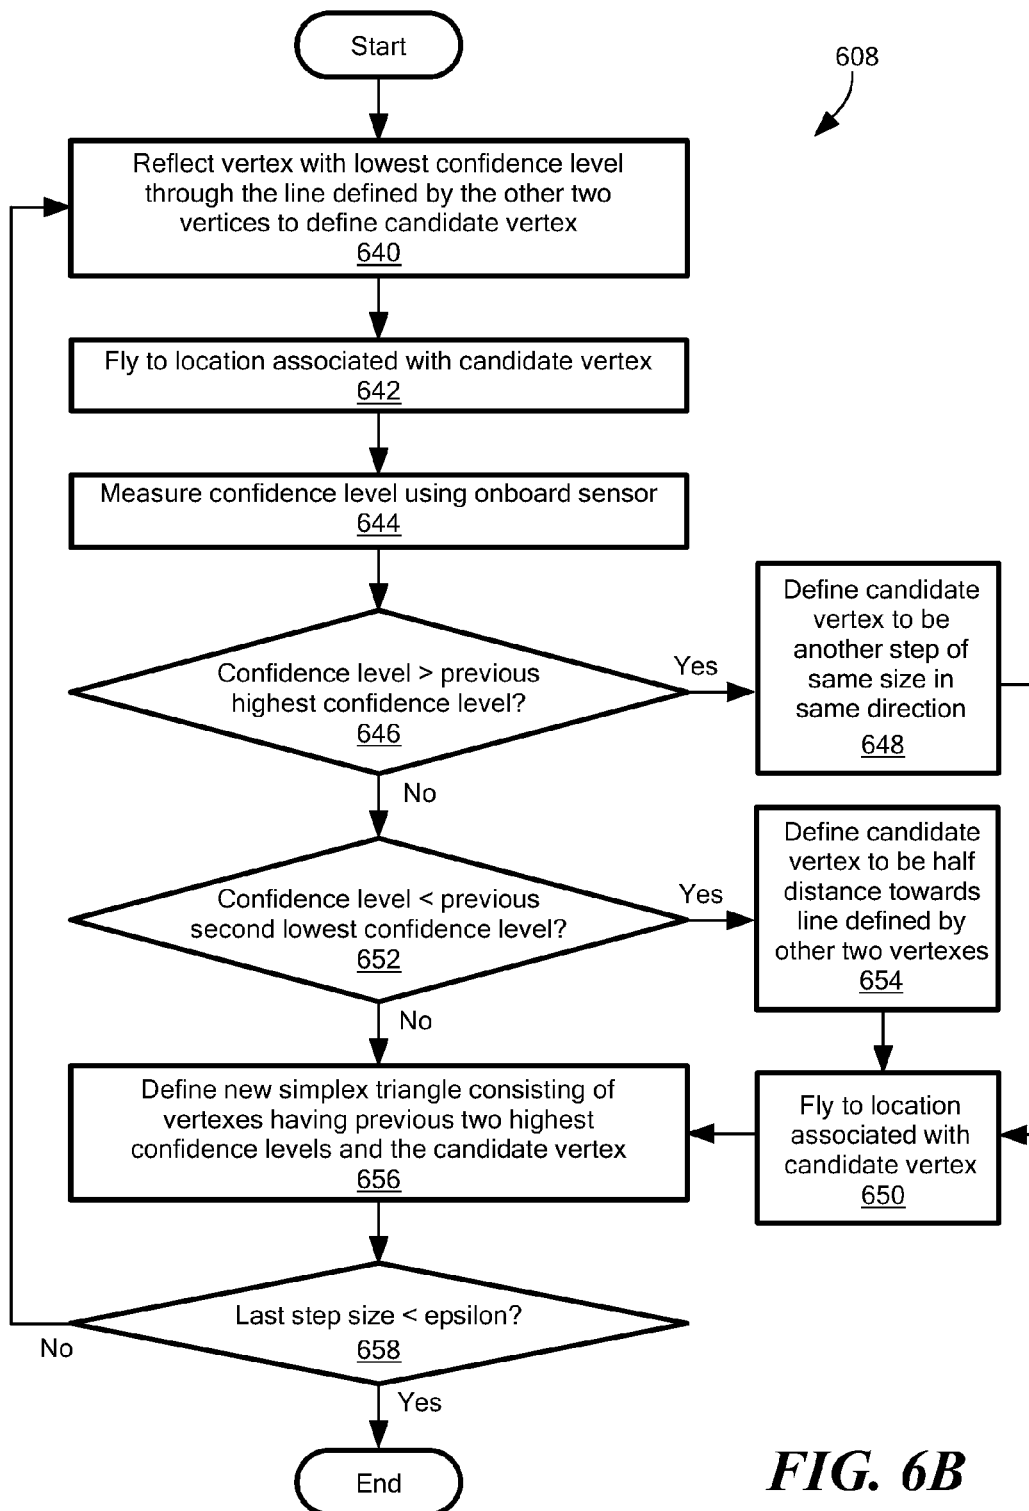 Start
608
Reflect vertex with lowest confidence level
through the line defined by the other two
vertices to define candidate vertex
640
Fly to location associated with candidate vertex
642
Measure confidence level using onboard sensor
644
Confidence level > previous
highest confidence level?
646
Yes
Define candidate
vertex to be
another step of
same size in
same direction
648
No
Confidence level < previous
second lowest confidence level?
652
Yes
Define candidate
vertex to be half
distance towards
line defined by
other two vertexes
654
No
Define new simplex triangle consisting of
vertexes having previous two highest
confidence levels and the candidate vertex
656
Fly to location
associated with
candidate vertex
650
Last step size < epsilon?
658
No
Yes
End
FIG. 6B